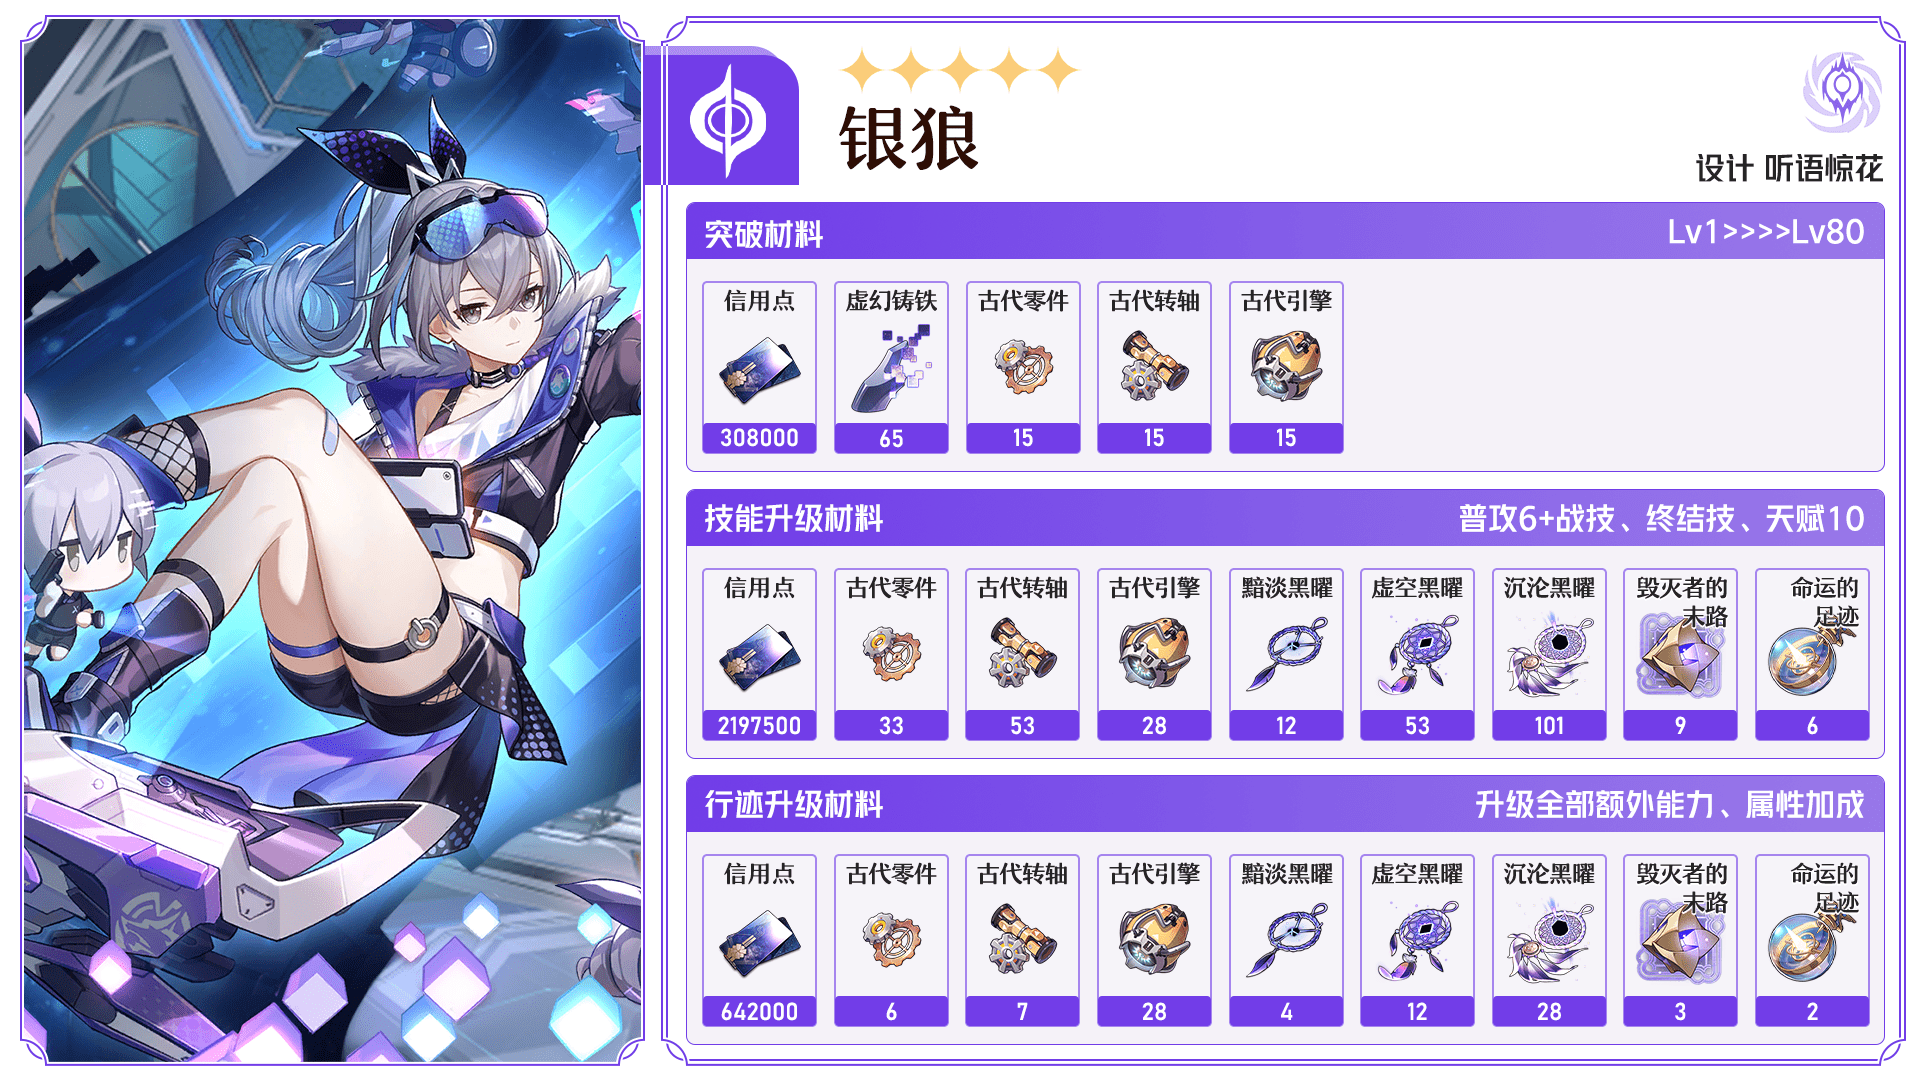 银狼
设计 听语惊花
突破材料 Lv1>>>>Lv80
信用点 虚幻铸铁 古代零件 古代转轴 古代引擎
308000 65 15 15 15
技能升级材料 普攻6+战技、终结技、天赋10
信用点 古代零件 古代转轴 古代引擎 黯淡黑曜 虚空黑曜 沉沦黑曜 毁灭者的 命运的
末路 足迹
2197500 33 53 28 12 53 101 9 6
行迹升级材料 升级全部额外能力、属性加成
信用点 古代零件 古代转轴 古代引擎 黯淡黑曜 虚空黑曜 沉沦黑曜 毁灭者的 命运的
末路 足迹
642000 6 7 28 4 12 28 3 2